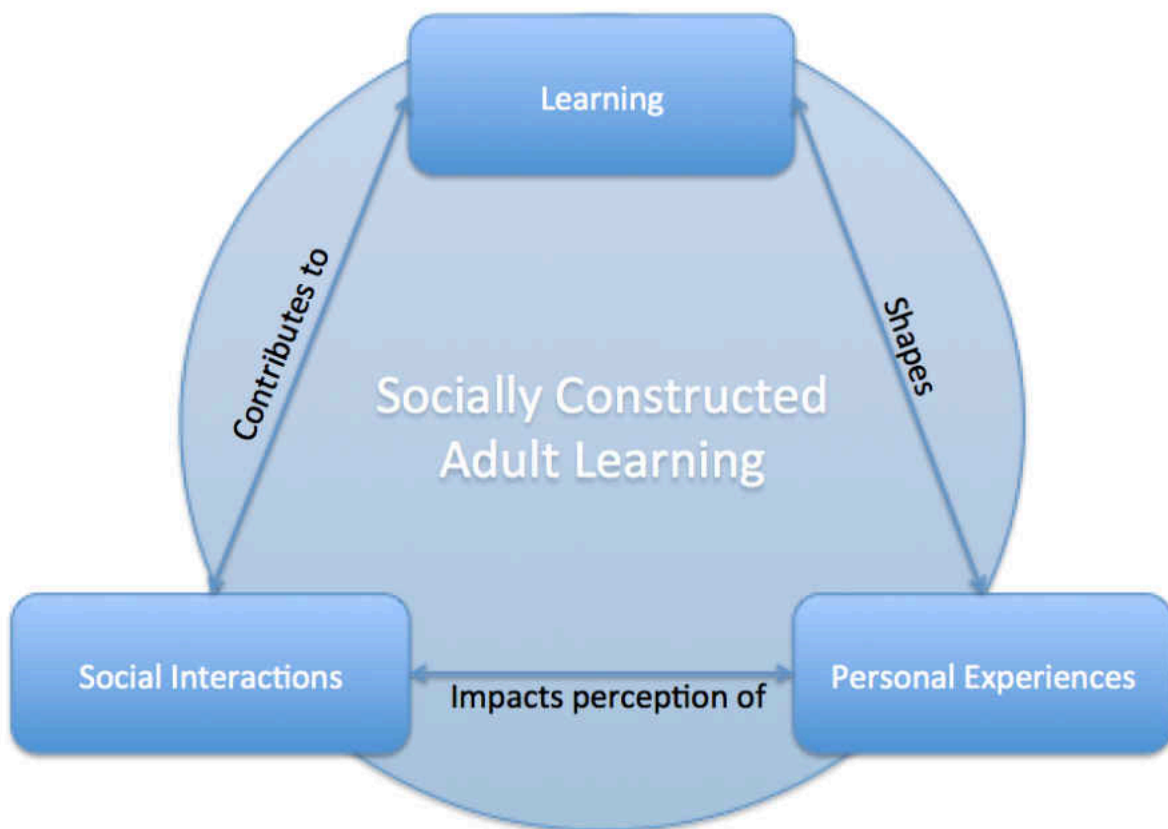 Learning
Contributes to
Shapes
Socially Constructed
Adult Learning
Social Interactions
Impacts perception of
Personal Experiences